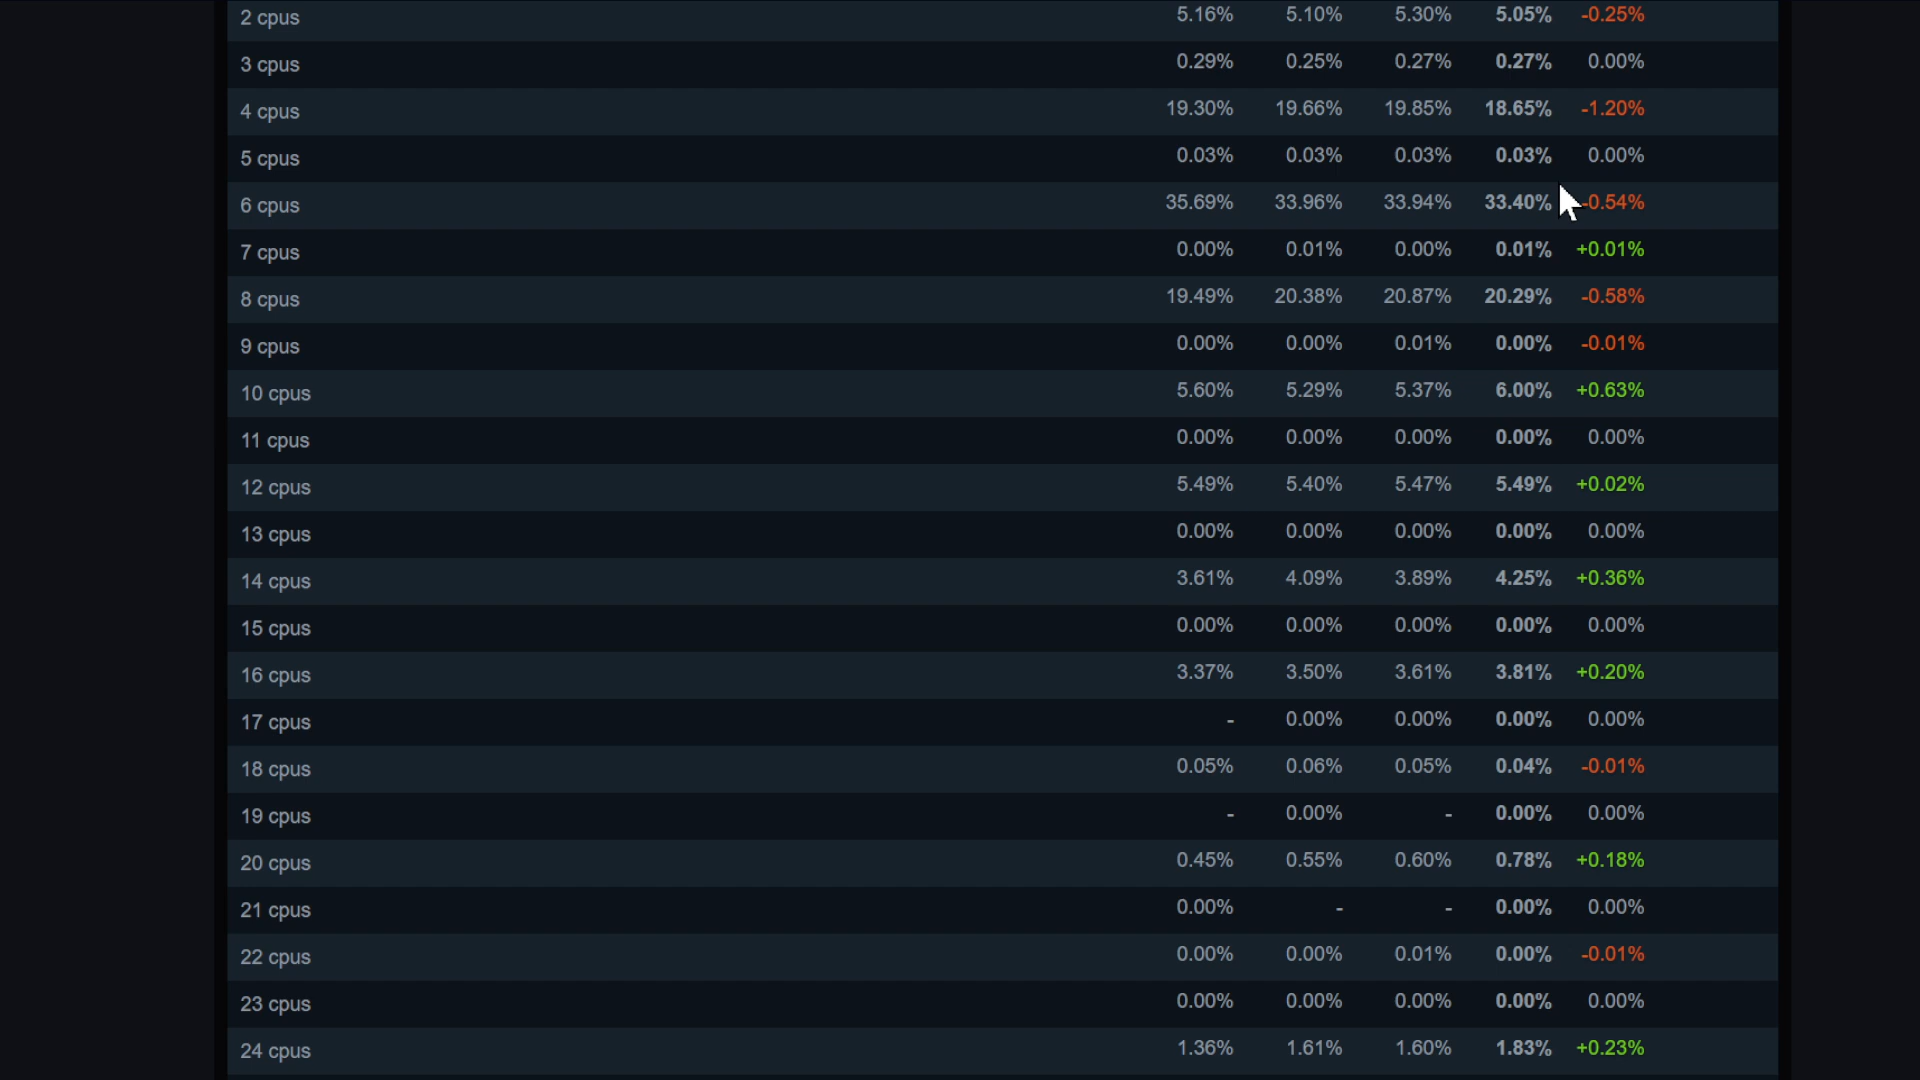 2 cpus 5.16% 5.10% 5.30% 5.05% -0.25%
3 cpus 0.29% 0.25% 0.27% 0.27% 0.00%
4 cpus 19.30% 19.66% 19.85% 18.65% -1.20%
5 cpus 0.03% 0.03% 0.03% 0.03% 0.00%
6 cpus 35.69% 33.96% 33.94% 33.40% -0.54%
7 cpus 0.00% 0.01% 0.00% 0.01% +0.01%
8 cpus 19.49% 20.38% 20.87% 20.29% -0.58%
9 cpus 0.00% 0.00% 0.01% 0.00% -0.01%
10 cpus 5.60% 5.29% 5.37% 6.00% +0.63%
11 cpus 0.00% 0.00% 0.00% 0.00% 0.00%
12 cpus 5.49% 5.40% 5.47% 5.49% +0.02%
13 cpus 0.00% 0.00% 0.00% 0.00% 0.00%
14 cpus 3.61% 4.09% 3.89% 4.25% +0.36%
15 cpus 0.00% 0.00% 0.00% 0.00% 0.00%
16 cpus 3.37% 3.50% 3.61% 3.81% +0.20%
17 cpus - 0.00% 0.00% 0.00% 0.00%
18 cpus 0.05% 0.06% 0.05% 0.04% -0.01%
19 cpus - 0.00% - 0.00% 0.00%
20 cpus 0.45% 0.55% 0.60% 0.78% +0.18%
21 cpus 0.00% - - 0.00% 0.00%
22 cpus 0.00% 0.00% 0.01% 0.00% -0.01%
23 cpus 0.00% 0.00% 0.00% 0.00% 0.00%
24 cpus 1.36% 1.61% 1.60% 1.83% +0.23%